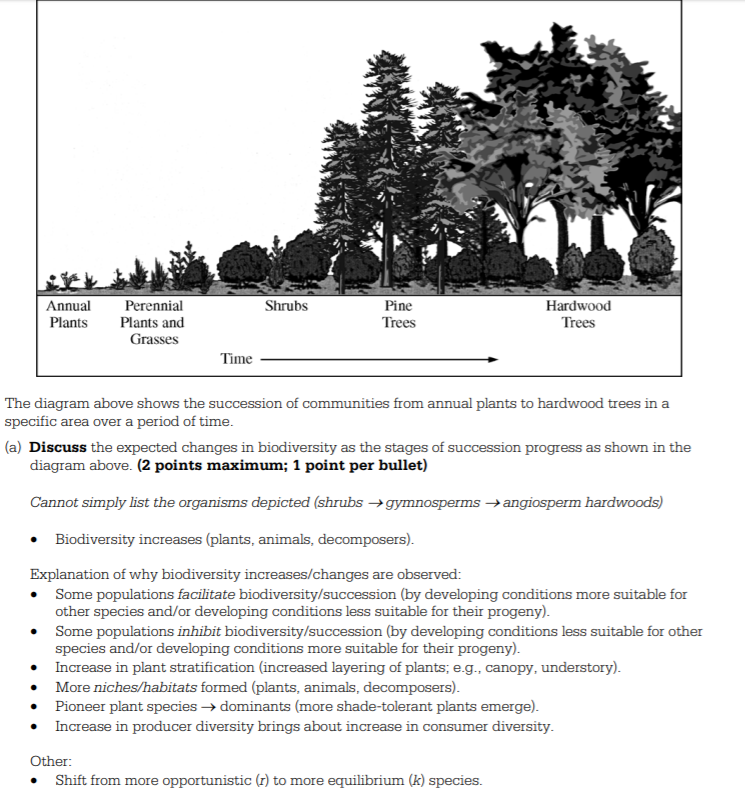 Annual Perennial Shrubs Pine Hardwood
Plants Plants and Trees Trees
Grasses
Time
The diagram above shows the succession of communities from annual plants to hardwood trees in a
specific area over a period of time.
(a) Discuss the expected changes in biodiversity as the stages of succession progress as shown in the
diagram above. (2 points maximum; 1 point per bullet)
Cannot simply list the organisms depicted (shrubs → gymnosperms → angiosperm hardwoods)
• Biodiversity increases (plants, animals, decomposers).
Explanation of why biodiversity increases/changes are observed:
• Some populations facilitate biodiversity/succession (by developing conditions more suitable for
other species and/or developing conditions less suitable for their progeny).
• Some populations inhibit biodiversity/succession (by developing conditions less suitable for other
species and/or developing conditions more suitable for their progeny).
• Increase in plant stratification (increased layering of plants; e.g., canopy, understory).
• More niches/habitats formed (plants, animals, decomposers).
• Pioneer plant species → dominants (more shade-tolerant plants emerge).
• Increase in producer diversity brings about increase in consumer diversity.
Other:
• Shift from more opportunistic (r) to more equilibrium (k) species.